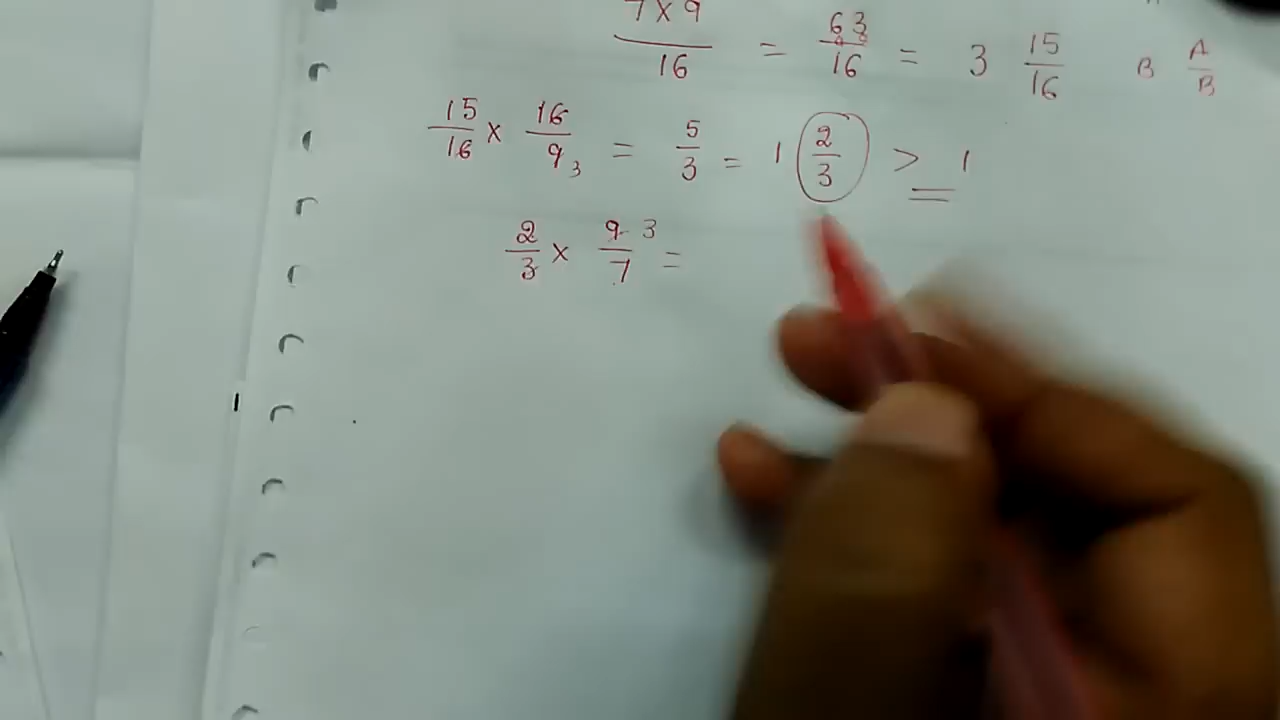 7 × 9 / 16 = 63 / 16 = 3 15/16 B A/B
15/16 × 16/9 3 = 5/3 = 1 2/3 > 1
2/3 × 9/7 3 =